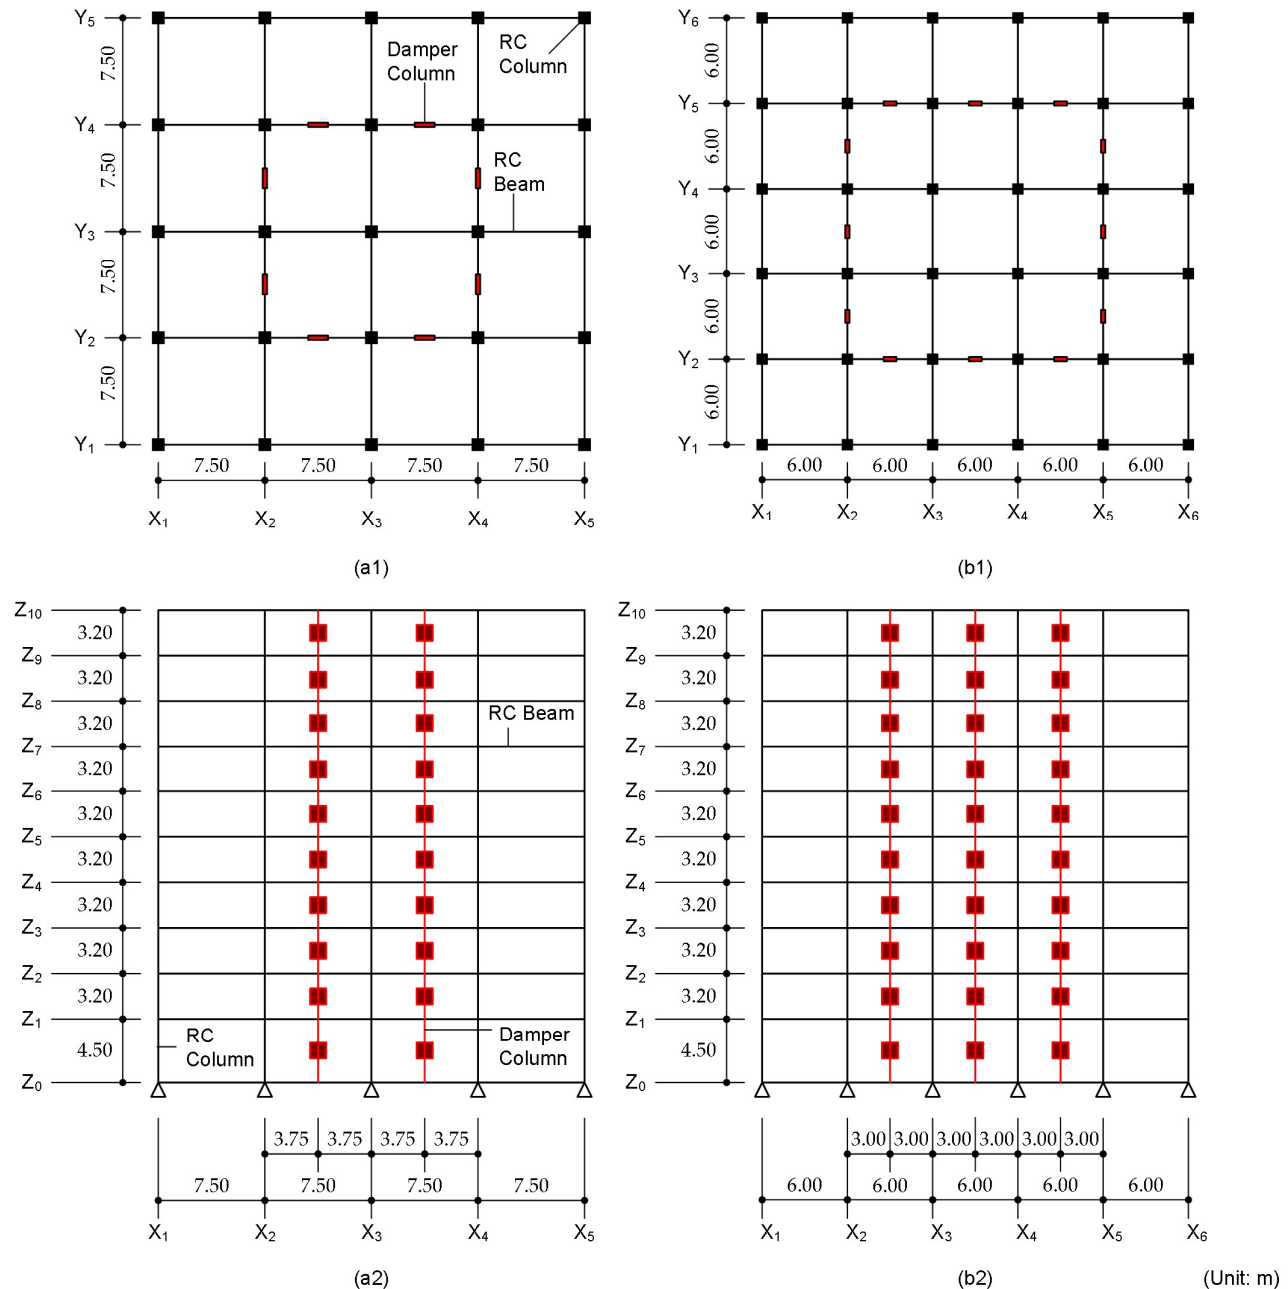 Y5
7.50
Y4
7.50
Y3
7.50
Y2
7.50
Y1
Damper
Column
RC
Column
RC
Beam
7.50 7.50 7.50 7.50
X1 X2 X3 X4 X5
(a1)
Y6
6.00
Y5
6.00
Y4
6.00
Y3
6.00
Y2
6.00
Y1
6.00 6.00 6.00 6.00 6.00
X1 X2 X3 X4 X5 X6
(b1)
Z10
3.20
Z9
3.20
Z8
3.20
Z7
3.20
Z6
3.20
Z5
3.20
Z4
3.20
Z3
3.20
Z2
3.20
Z1
4.50
Z0
RC Beam
RC
Column
Damper
Column
3.75 3.75 3.75 3.75
7.50 7.50 7.50 7.50
X1 X2 X3 X4 X5
(a2)
Z10
3.20
Z9
3.20
Z8
3.20
Z7
3.20
Z6
3.20
Z5
3.20
Z4
3.20
Z3
3.20
Z2
3.20
Z1
4.50
Z0
3.00 3.00 3.00 3.00 3.00 3.00
6.00 6.00 6.00 6.00 6.00
X1 X2 X3 X4 X5 X6
(b2)
(Unit: m)